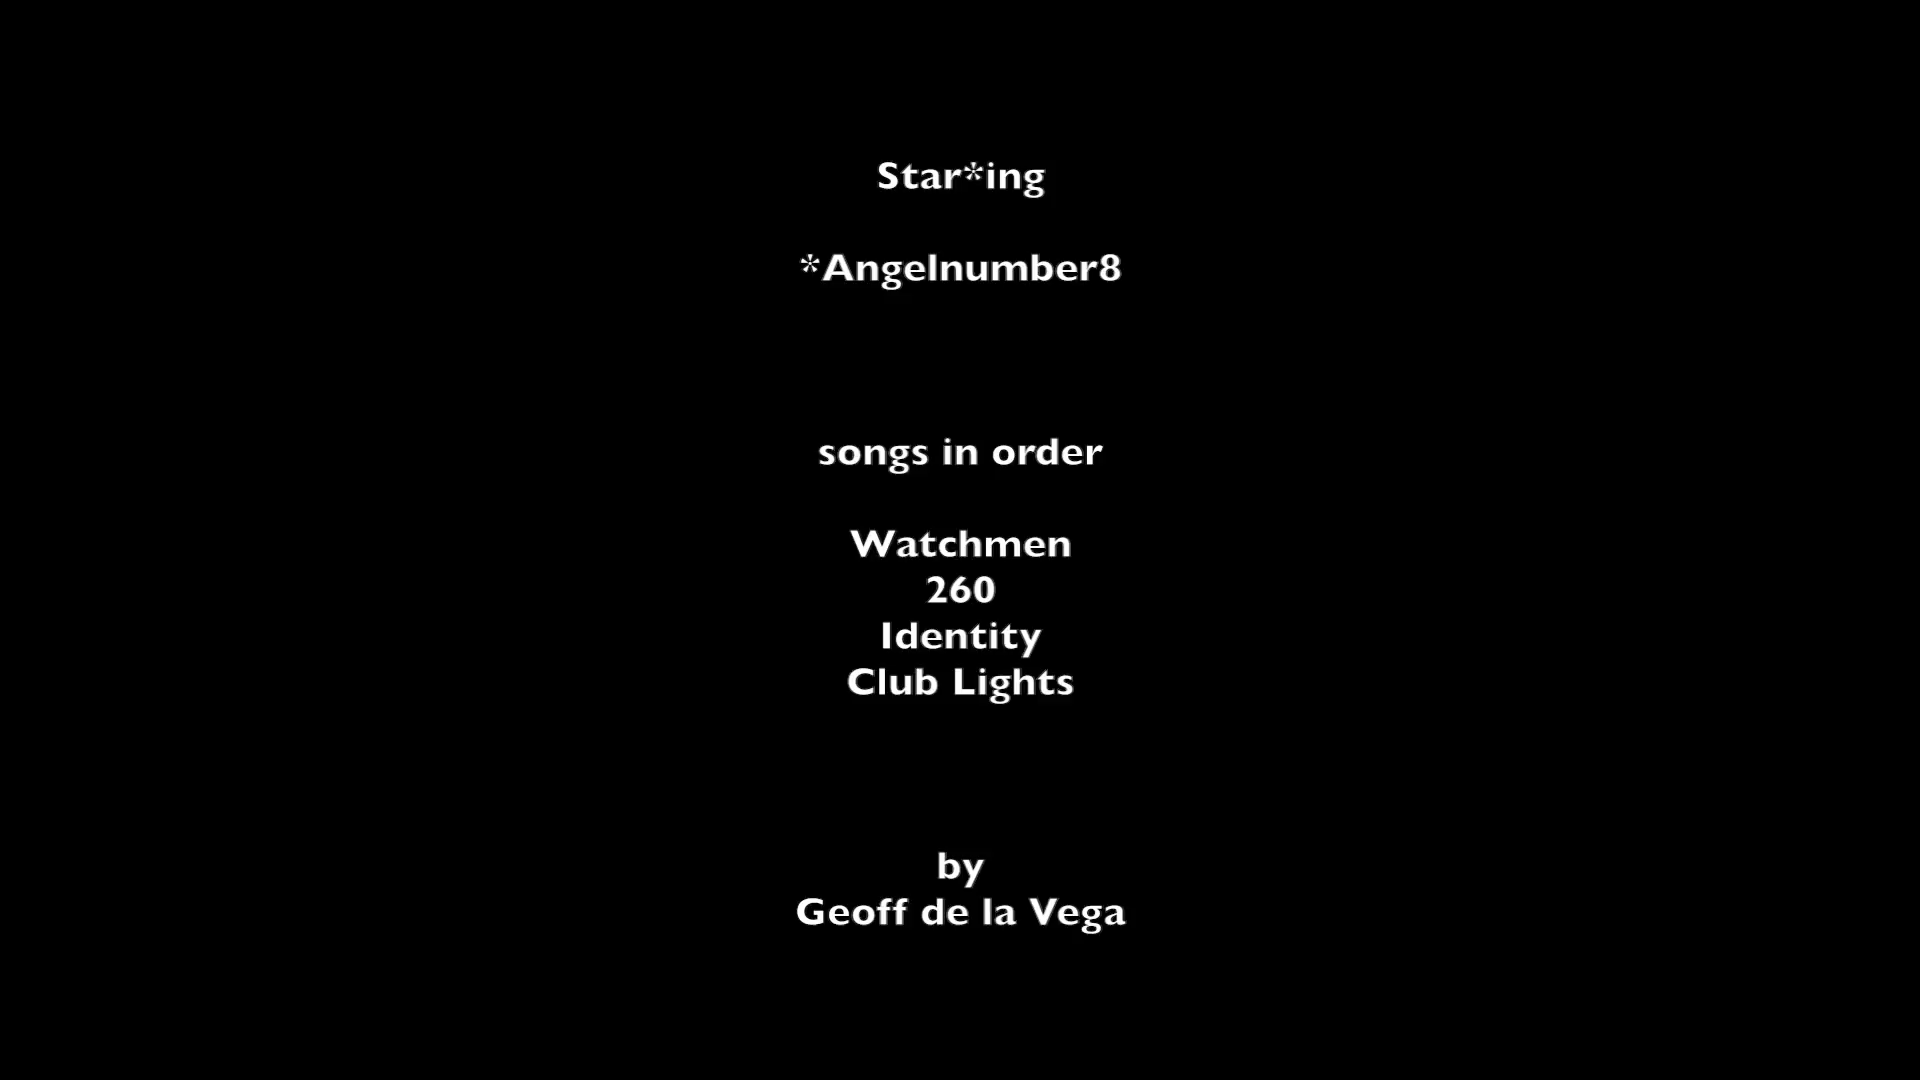 Star*ing
*Angelnumber8
songs in order
Watchmen
260
Identity
Club Lights
by
Geoff de la Vega